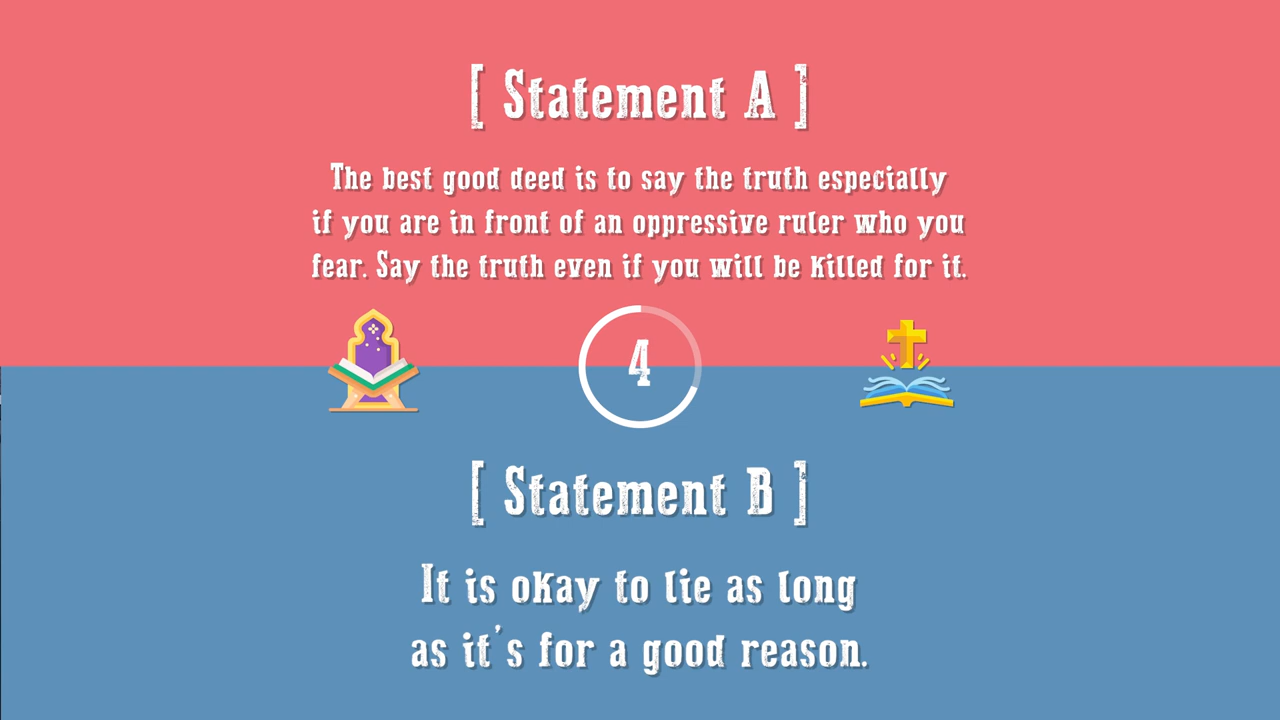 [ Statement A ]
The best good deed is to say the truth especially
if you are in front of an oppressive ruler who you
fear. Say the truth even if you will be killed for it.
4
[ Statement B ]
It is okay to lie as long
as it's for a good reason.